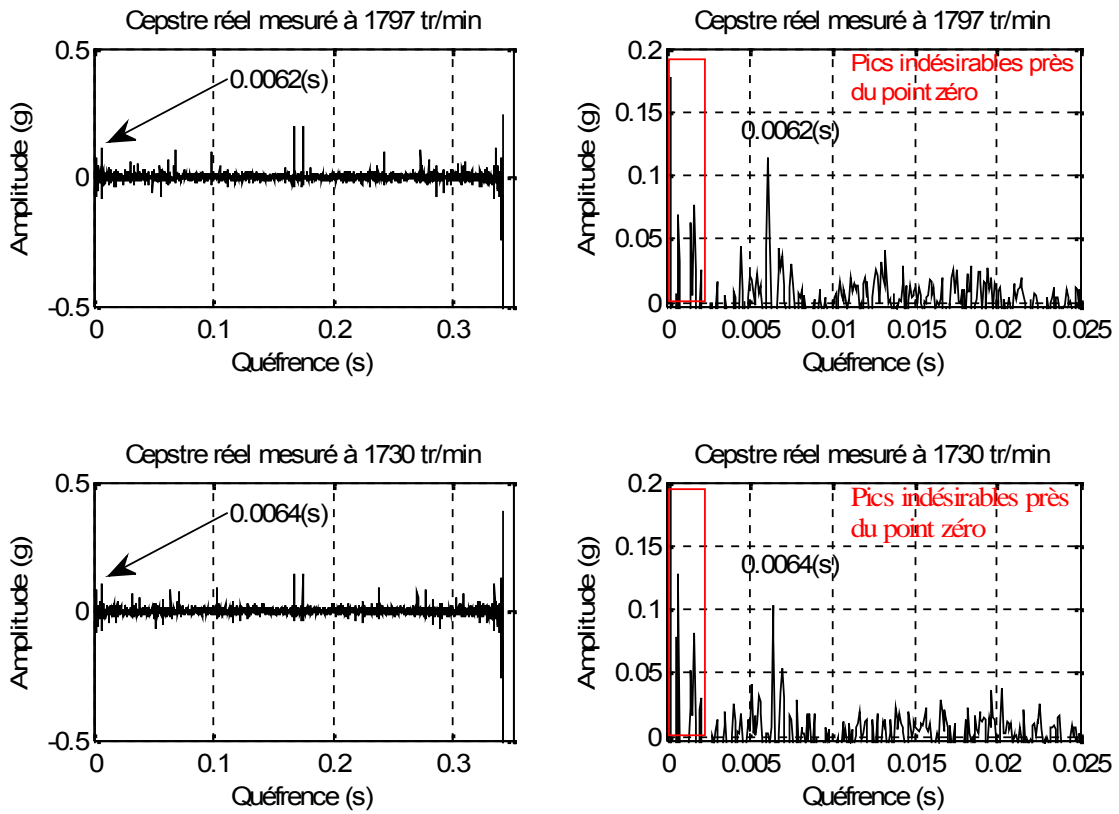 Cepstre réel mesuré à 1797 tr/min
0.5
0
-0.5
Amplitude (g)
0.0062(s)
0
0.1
0.2
0.3
Quéfrence (s)
Cepstre réel mesuré à 1797 tr/min
0.2
0.15
0.1
0.05
0
Amplitude (g)
Pics indésirables près
du point zéro
0.0062(s)
0
0.005
0.01
0.015
0.02
0.025
Quéfrence (s)
Cepstre réel mesuré à 1730 tr/min
0.5
0
-0.5
Amplitude (g)
0.0064(s)
0
0.1
0.2
0.3
Quéfrence (s)
Cepstre réel mesuré à 1730 tr/min
0.2
0.15
0.1
0.05
0
Amplitude (g)
Pics indésirables près
du point zéro
0.0064(s)
0
0.005
0.01
0.015
0.02
0.025
Quéfrence (s)